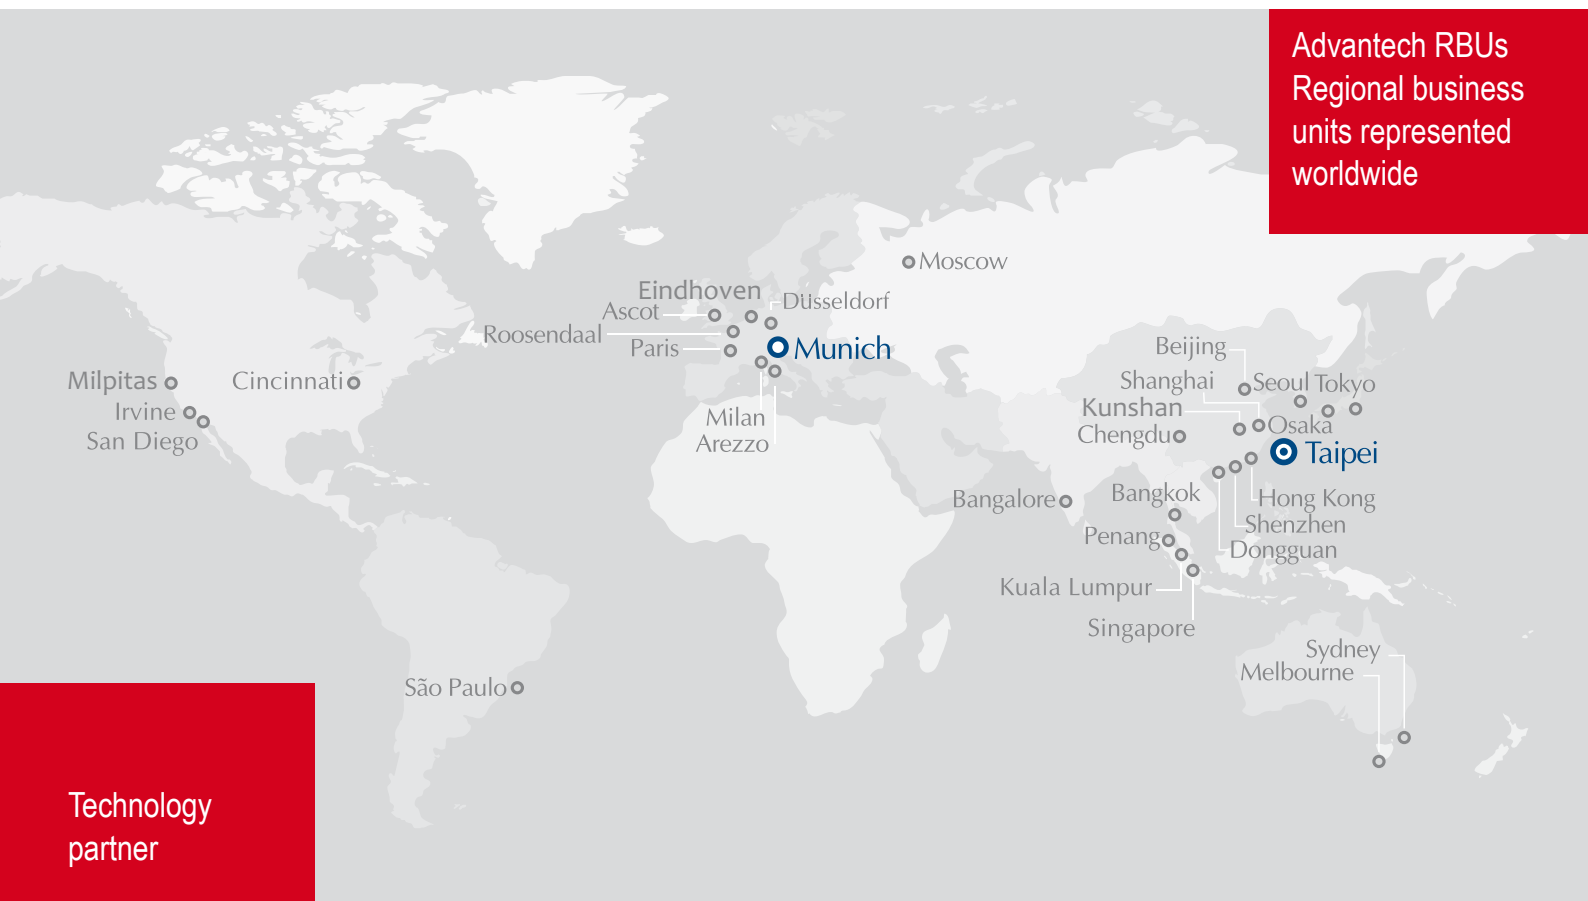 Advantech RBUs
Regional business
units represented
worldwide
Moscow
Eindhoven
Düsseldorf
Ascot
Roosendaal
Paris
Munich
Milan
Arezzo
Milpitas
Cincinnati
Irvine
San Diego
Beijing
Shanghai
Seoul
Tokyo
Kunshan
Chengdu
Osaka
Taipei
Bangalore
Bangkok
Hong Kong
Shenzhen
Penang
Dongguan
Kuala Lumpur
Singapore
Sydney
Melbourne
São Paulo
Technology
partner